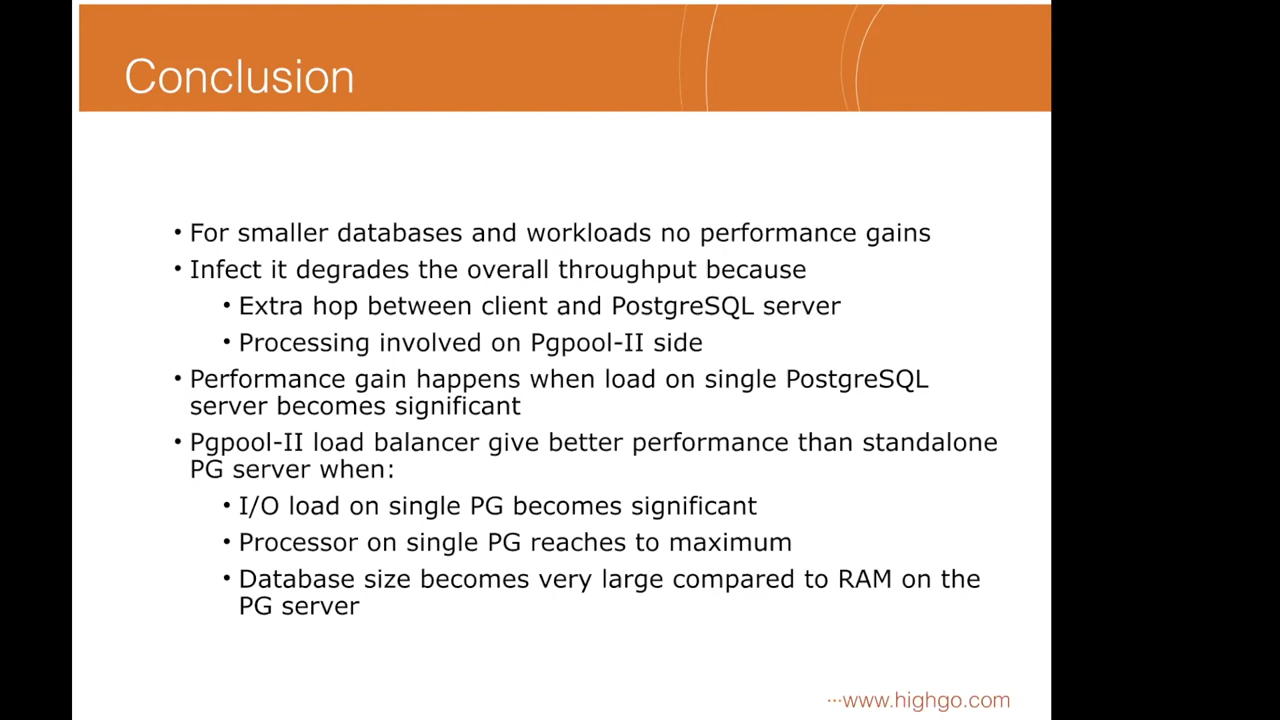 Conclusion
• For smaller databases and workloads no performance gains
• Infect it degrades the overall throughput because
• Extra hop between client and PostgreSQL server
• Processing involved on Pgpool-II side
• Performance gain happens when load on single PostgreSQL
server becomes significant
• Pgpool-II load balancer give better performance than standalone
PG server when:
• I/O load on single PG becomes significant
• Processor on single PG reaches to maximum
• Database size becomes very large compared to RAM on the
PG server
···www.highgo.com